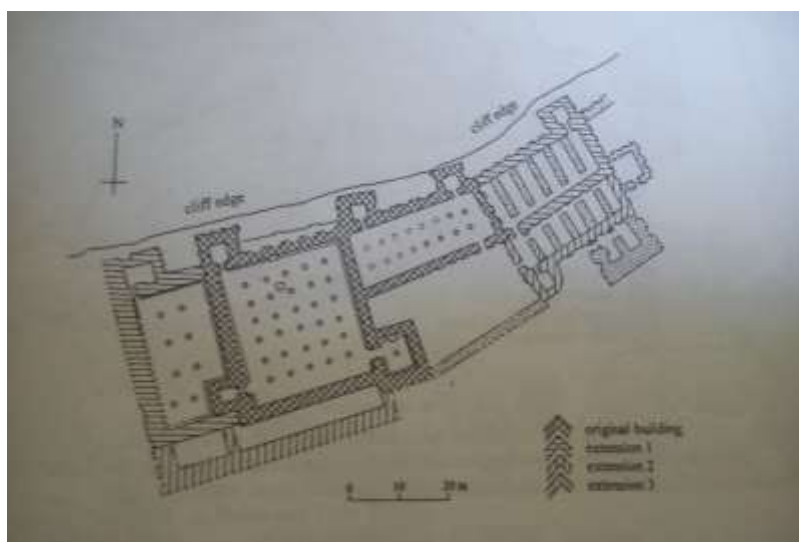 N
cliff edge
cliff edge
original building
extension 1
extension 2
extension 3
0 10 20 m